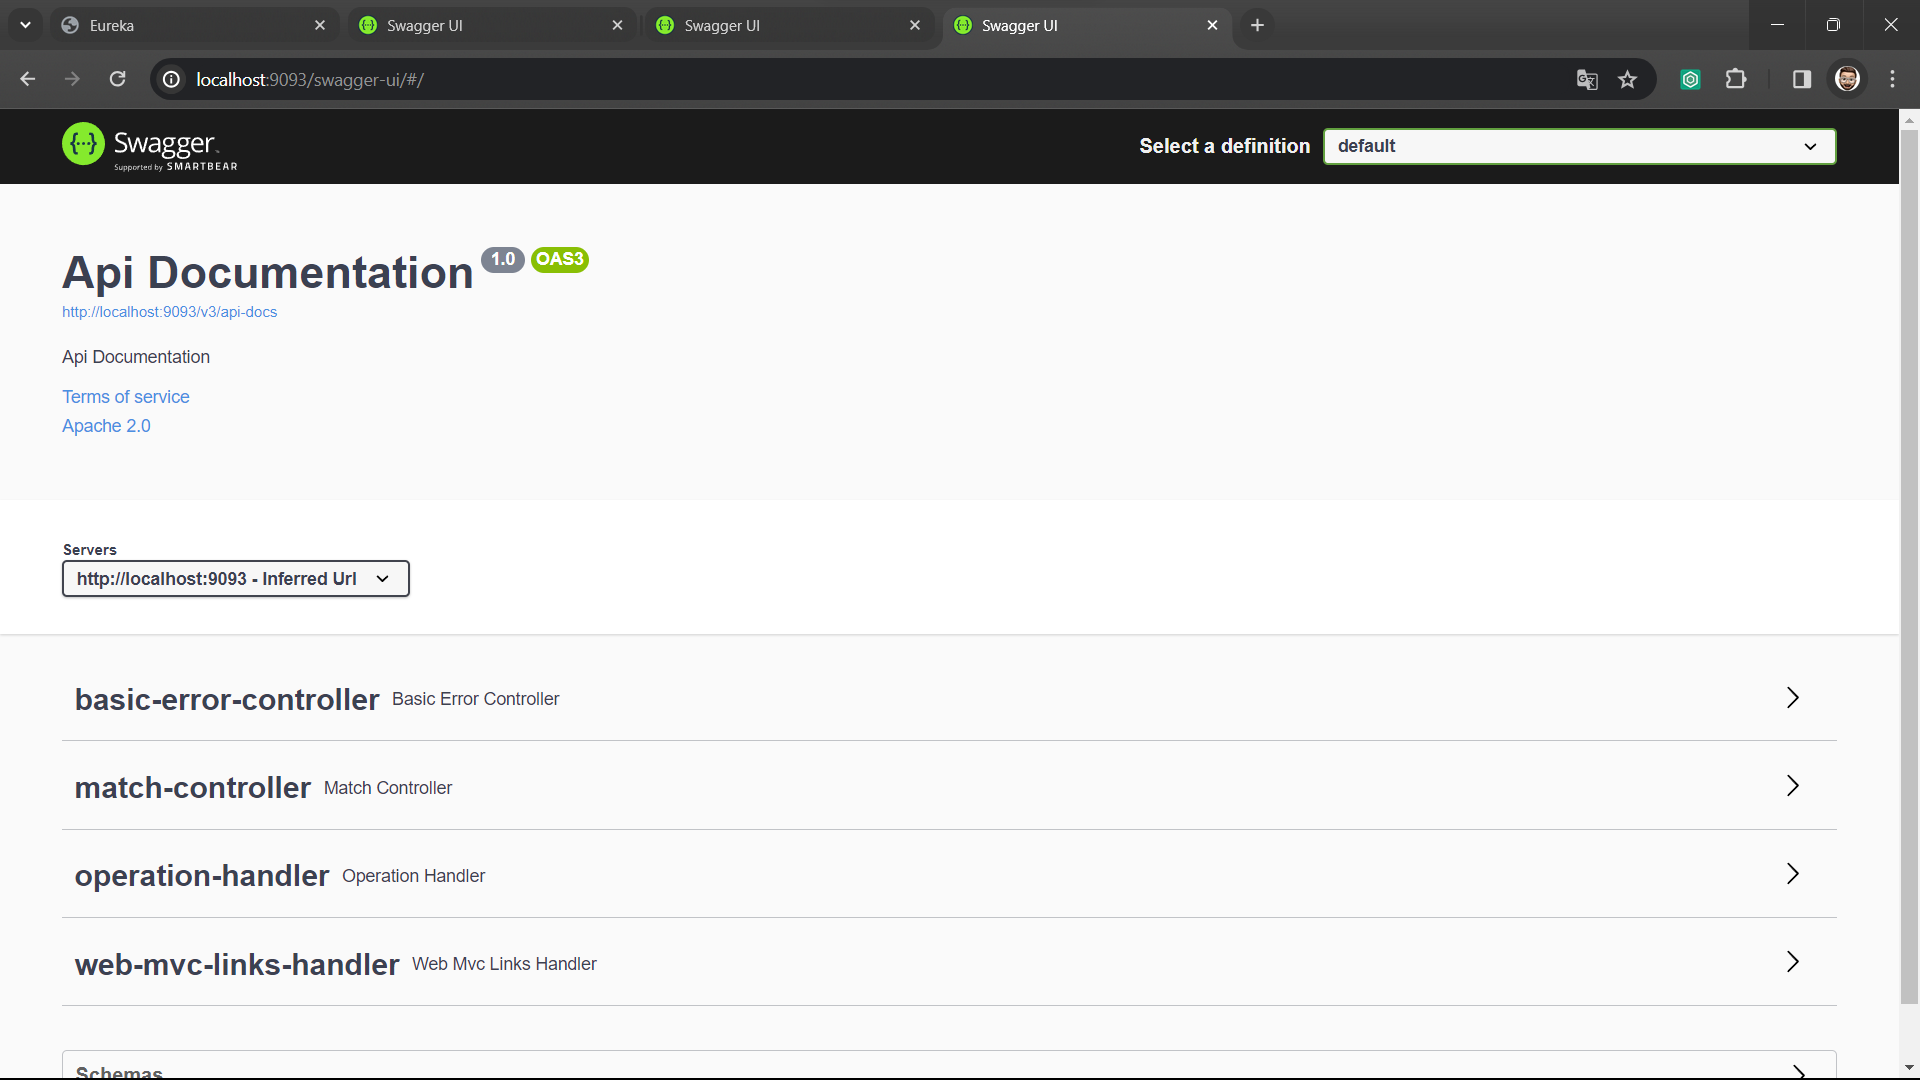 Eureka
Swagger UI
Swagger UI
Swagger UI
localhost:9093/swagger-ui/#/
Swagger.
Supported by SMARTBEAR
Select a definition
default
Api Documentation 1.0 OAS3
http://localhost:9093/v3/api-docs
Api Documentation
Terms of service
Apache 2.0
Servers
http://localhost:9093 - Inferred Url
basic-error-controller Basic Error Controller
match-controller Match Controller
operation-handler Operation Handler
web-mvc-links-handler Web Mvc Links Handler
Schemas